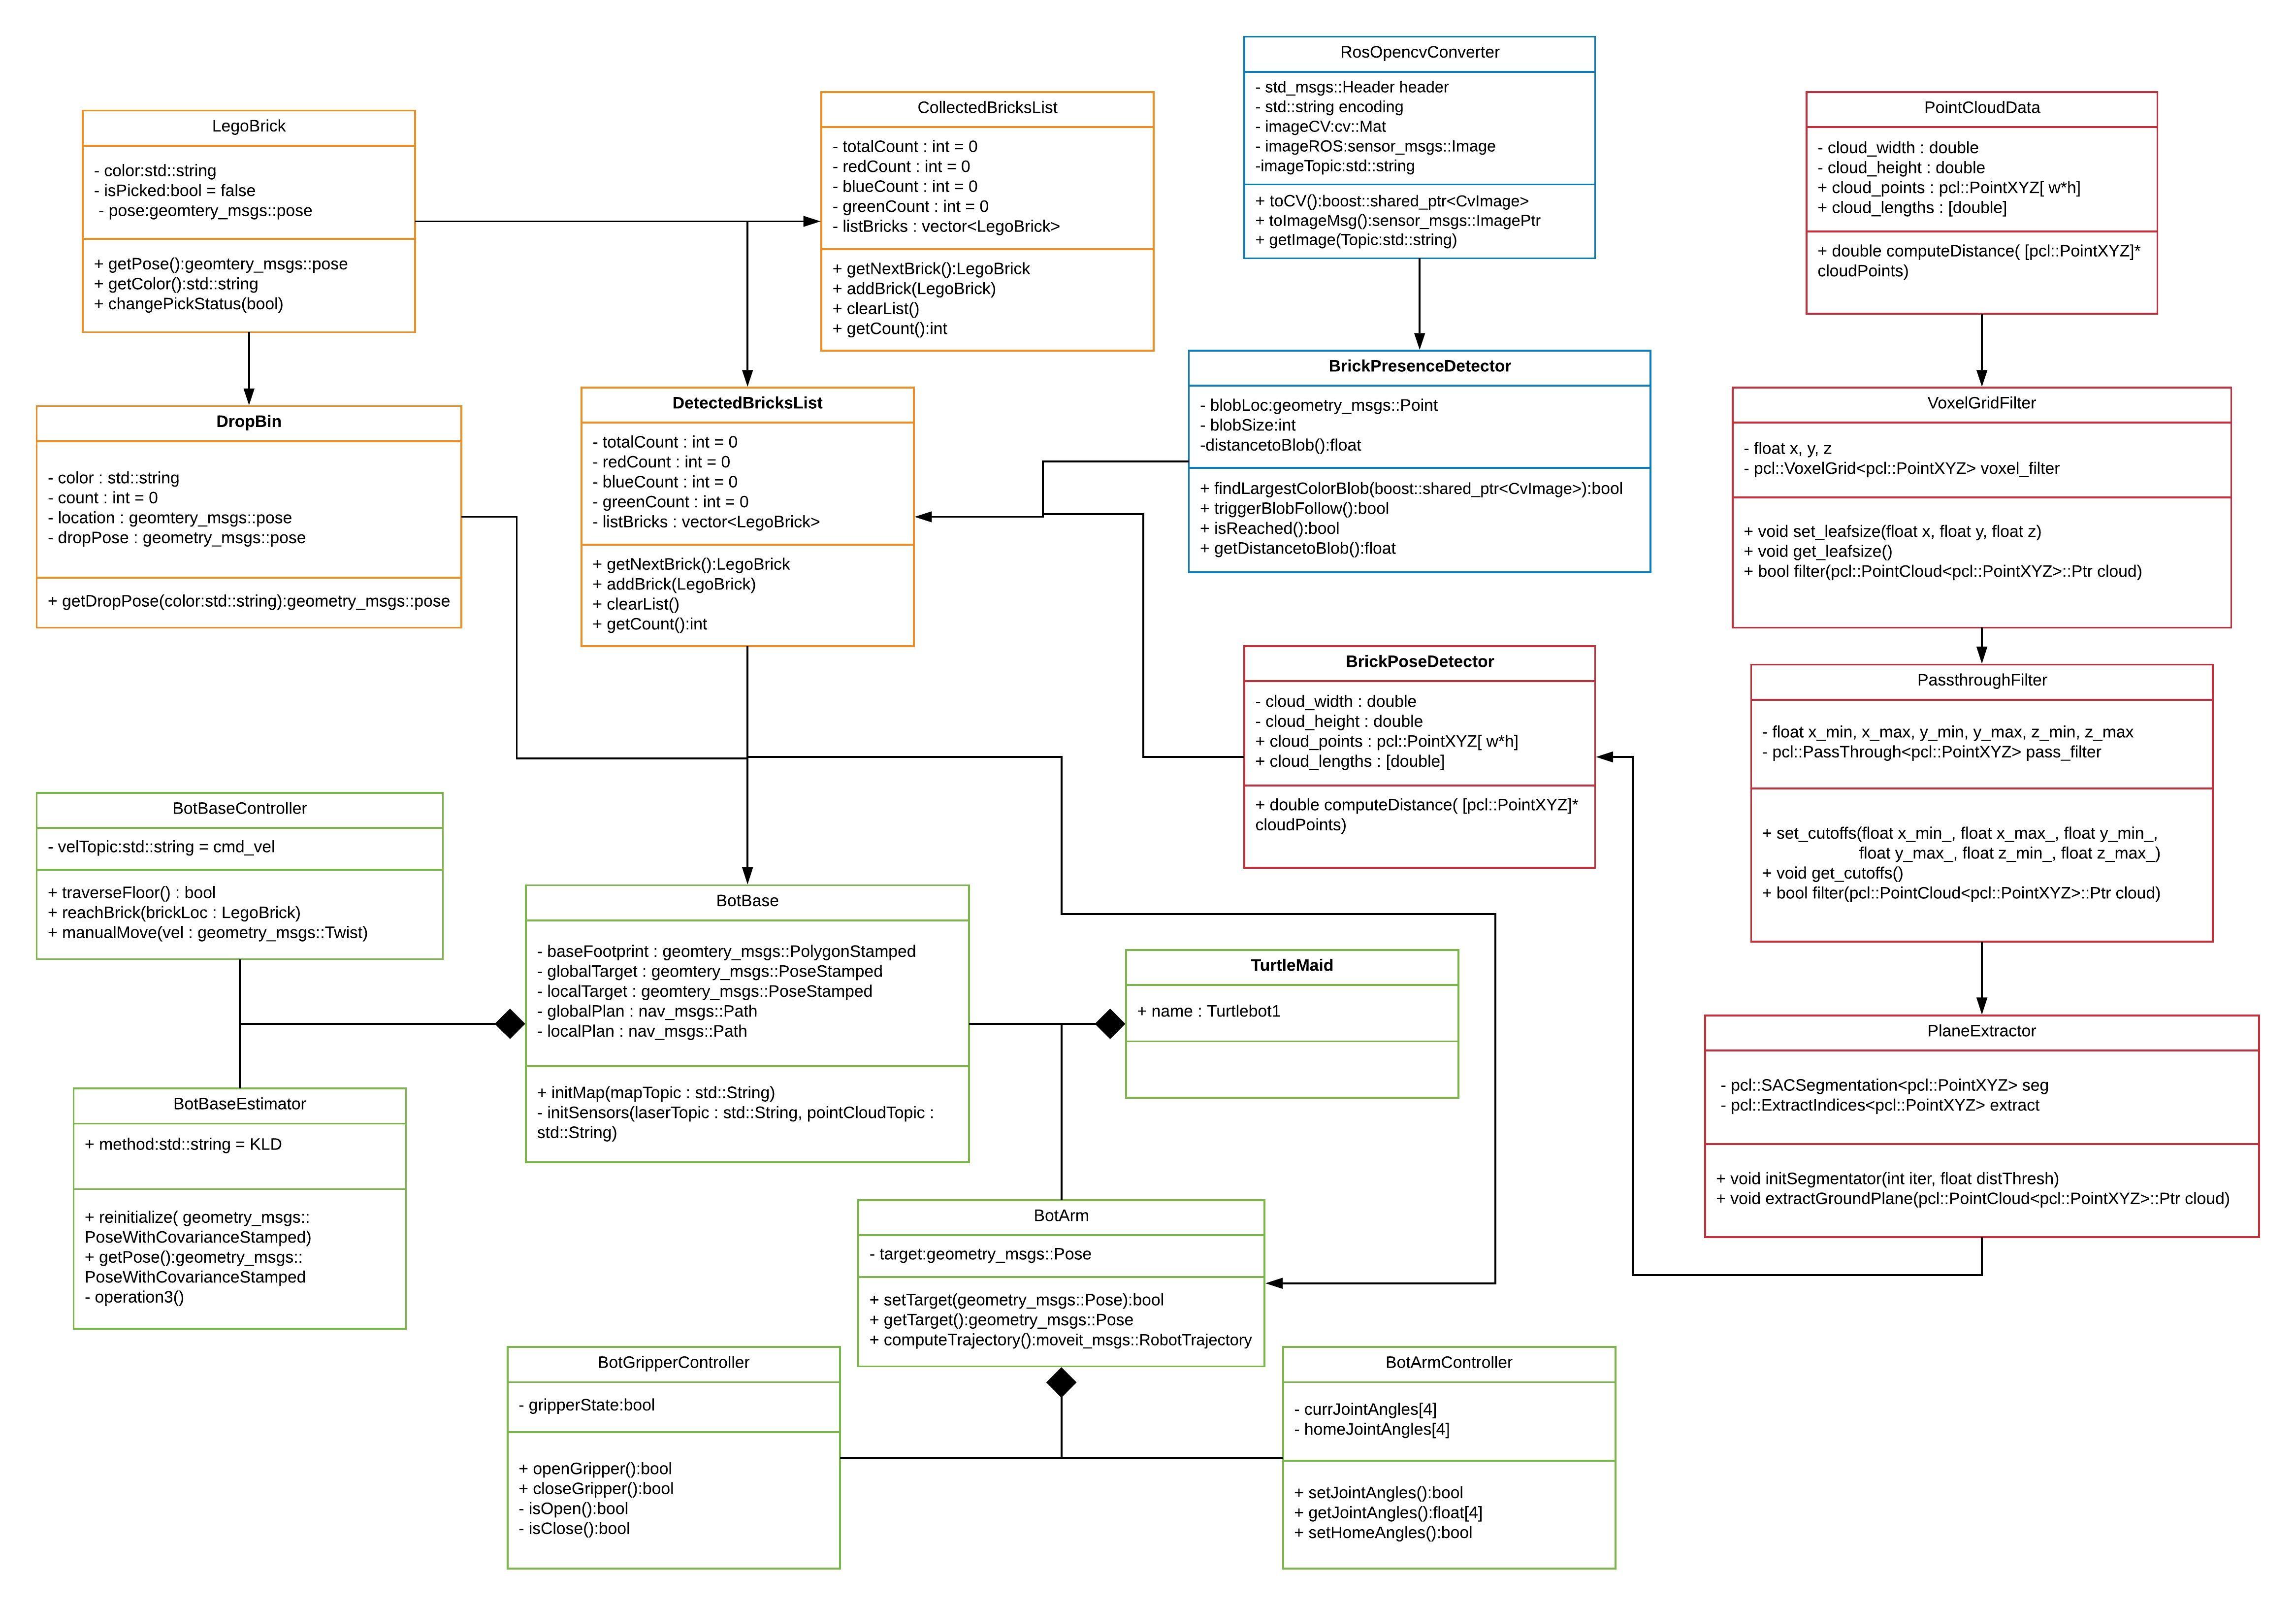 RosOpencvConverter
- std_msgs::Header header
- std::string encoding
- imageCV:cv::Mat
- imageROS:sensor_msgs::Image
-imageTopic:std::string
+ toCV():boost::shared_ptr<CvImage>
+ toImageMsg():sensor_msgs::ImagePtr
+ getImage(Topic:std::string)
LegoBrick
- color:std::string
- isPicked:bool = false
- pose:geomtery_msgs::pose
+ getPose():geomtery_msgs::pose
+ getColor():std::string
+ changePickStatus(bool)
CollectedBricksList
- totalCount : int = 0
- redCount : int = 0
- blueCount : int = 0
- greenCount : int = 0
- listBricks : vector<LegoBrick>
+ getNextBrick():LegoBrick
+ addBrick(LegoBrick)
+ clearList()
+ getCount():int
PointCloudData
- cloud_width : double
- cloud_height : double
+ cloud_points : pcl::PointXYZ[ w*h]
+ cloud_lengths : [double]
+ double computeDistance( [pcl::PointXYZ]*
cloudPoints)
DropBin
- color : std::string
- count : int = 0
- location : geomtery_msgs::pose
- dropPose : geometry_msgs::pose
+ getDropPose(color:std::string):geometry_msgs::pose
DetectedBricksList
- totalCount : int = 0
- redCount : int = 0
- blueCount : int = 0
- greenCount : int = 0
- listBricks : vector<LegoBrick>
+ getNextBrick():LegoBrick
+ addBrick(LegoBrick)
+ clearList()
+ getCount():int
BrickPresenceDetector
- blobLoc:geometry_msgs::Point
- blobSize:int
-distancetoBlob():float
+ findLargestColorBlob(boost::shared_ptr<CvImage>):bool
+ triggerBlobFollow():bool
+ isReached():bool
+ getDistancetoBlob():float
VoxelGridFilter
- float x, y, z
- pcl::VoxelGrid<pcl::PointXYZ> voxel_filter
+ void set_leafsize(float x, float y, float z)
+ void get_leafsize()
+ bool filter(pcl::PointCloud<pcl::PointXYZ>::Ptr cloud)
BrickPoseDetector
- cloud_width : double
- cloud_height : double
+ cloud_points : pcl::PointXYZ[ w*h]
+ cloud_lengths : [double]
+ double computeDistance( [pcl::PointXYZ]*
cloudPoints)
PassthroughFilter
- float x_min, x_max, y_min, y_max, z_min, z_max
- pcl::PassThrough<pcl::PointXYZ> pass_filter
+ set_cutoffs(float x_min_, float x_max_, float y_min_,
float y_max_, float z_min_, float z_max_)
+ void get_cutoffs()
+ bool filter(pcl::PointCloud<pcl::PointXYZ>::Ptr cloud)
BotBaseController
- velTopic:std::string = cmd_vel
+ traverseFloor() : bool
+ reachBrick(brickLoc : LegoBrick)
+ manualMove(vel : geometry_msgs::Twist)
BotBase
- baseFootprint : geomtery_msgs::PolygonStamped
- globalTarget : geomtery_msgs::PoseStamped
- localTarget : geomtery_msgs::PoseStamped
- globalPlan : nav_msgs::Path
- localPlan : nav_msgs::Path
+ initMap(mapTopic : std::String)
- initSensors(laserTopic : std::String, pointCloudTopic :
std::String)
TurtleMaid
+ name : Turtlebot1
PlaneExtractor
- pcl::SACSegmentation<pcl::PointXYZ> seg
- pcl::ExtractIndices<pcl::PointXYZ> extract
+ void initSegmentator(int iter, float distThresh)
+ void extractGroundPlane(pcl::PointCloud<pcl::PointXYZ>::Ptr cloud)
BotBaseEstimator
+ method:std::string = KLD
+ reinitialize( geometry_msgs::
PoseWithCovarianceStamped)
+ getPose():geometry_msgs::
PoseWithCovarianceStamped
- operation3()
BotArm
- target:geometry_msgs::Pose
+ setTarget(geometry_msgs::Pose):bool
+ getTarget():geometry_msgs::Pose
+ computeTrajectory():moveit_msgs::RobotTrajectory
BotGripperController
- gripperState:bool
+ openGripper():bool
+ closeGripper():bool
- isOpen():bool
- isClose():bool
BotArmController
- currJointAngles[4]
- homeJointAngles[4]
+ setJointAngles():bool
+ getJointAngles():float[4]
+ setHomeAngles():bool